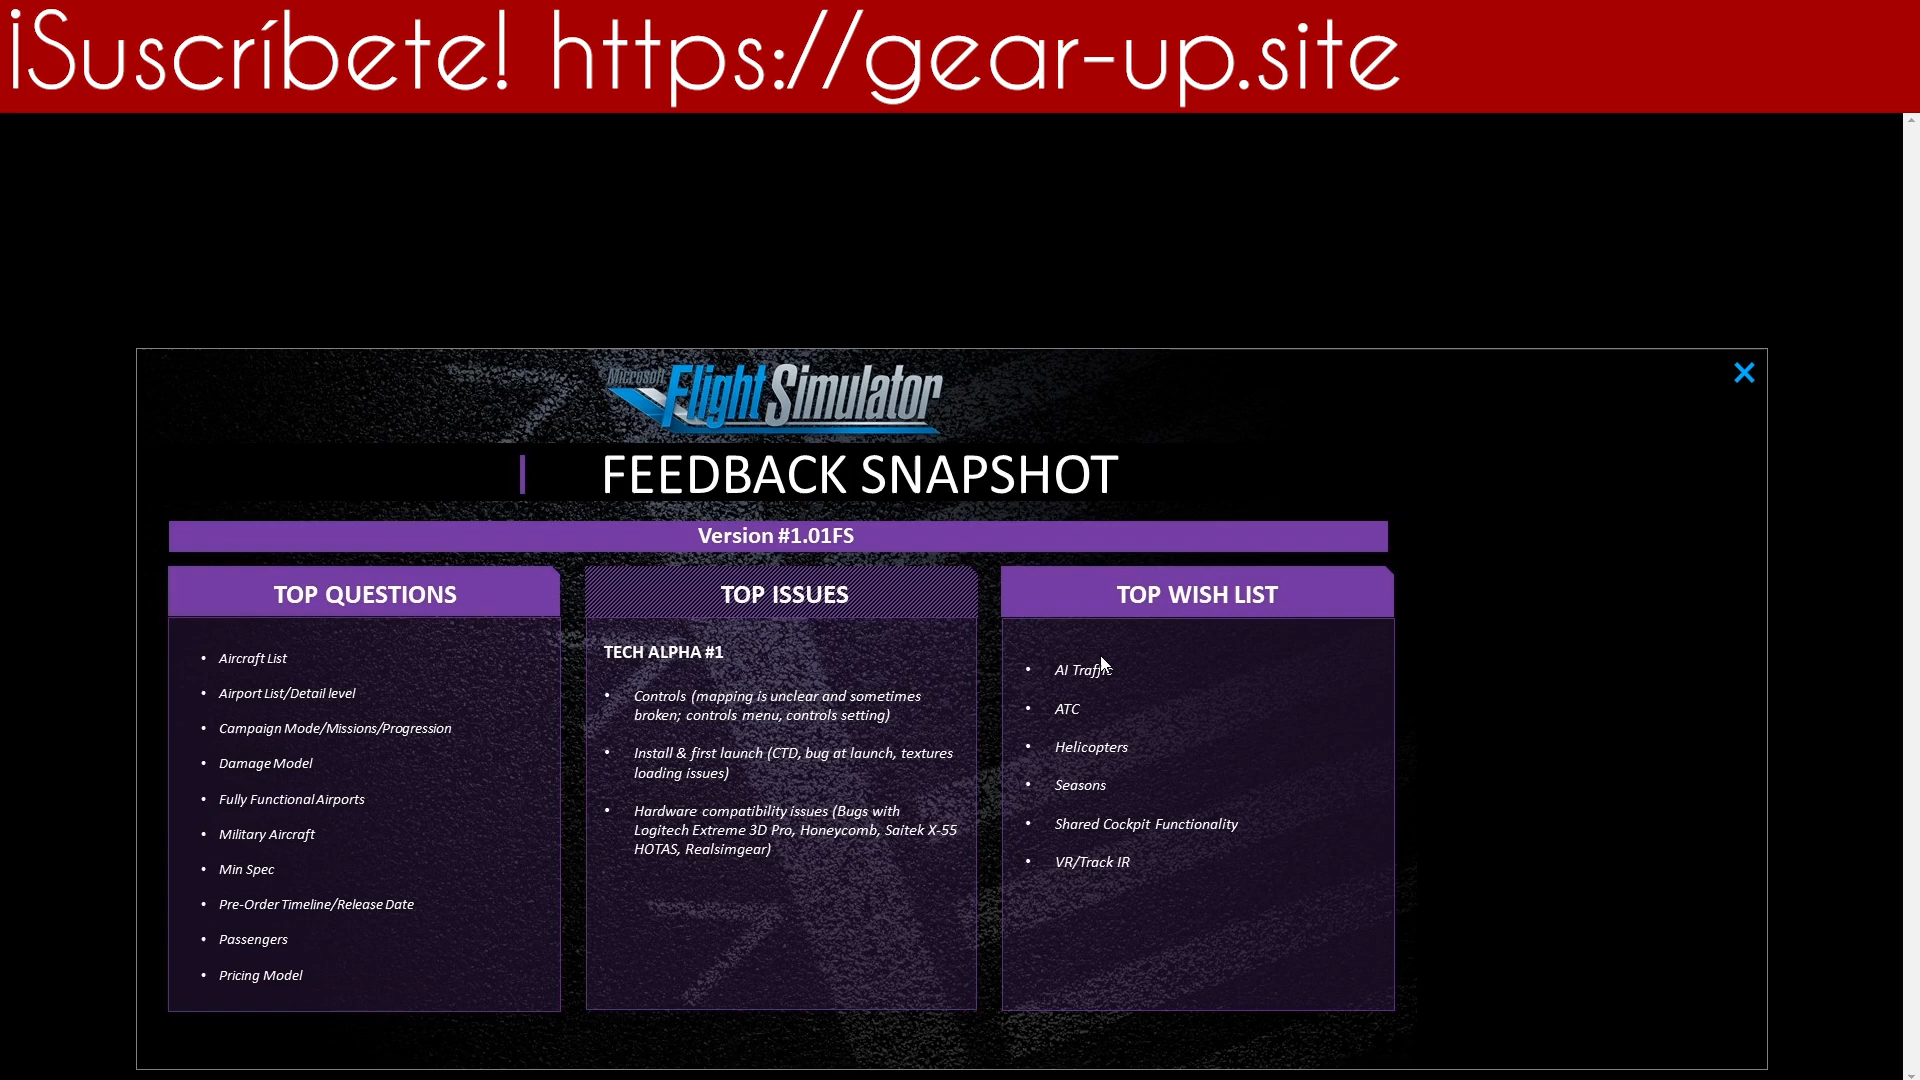 ¡Suscríbete! https://gear-up.site
Microsoft
Flight Simulator
FEEDBACK SNAPSHOT
Version #1.01FS
TOP QUESTIONS
• Aircraft List
• Airport List/Detail level
• Campaign Mode/Missions/Progression
• Damage Model
• Fully Functional Airports
• Military Aircraft
• Min Spec
• Pre-Order Timeline/Release Date
• Passengers
• Pricing Model
TOP ISSUES
TECH ALPHA #1
• Controls (mapping is unclear and sometimes
broken; controls menu, controls setting)
• Install & first launch (CTD, bug at launch, textures
loading issues)
• Hardware compatibility issues (Bugs with
Logitech Extreme 3D Pro, Honeycomb, Saitek X-55
HOTAS, Realsimgear)
TOP WISH LIST
• AI Traffic
• ATC
• Helicopters
• Seasons
• Shared Cockpit Functionality
• VR/Track IR